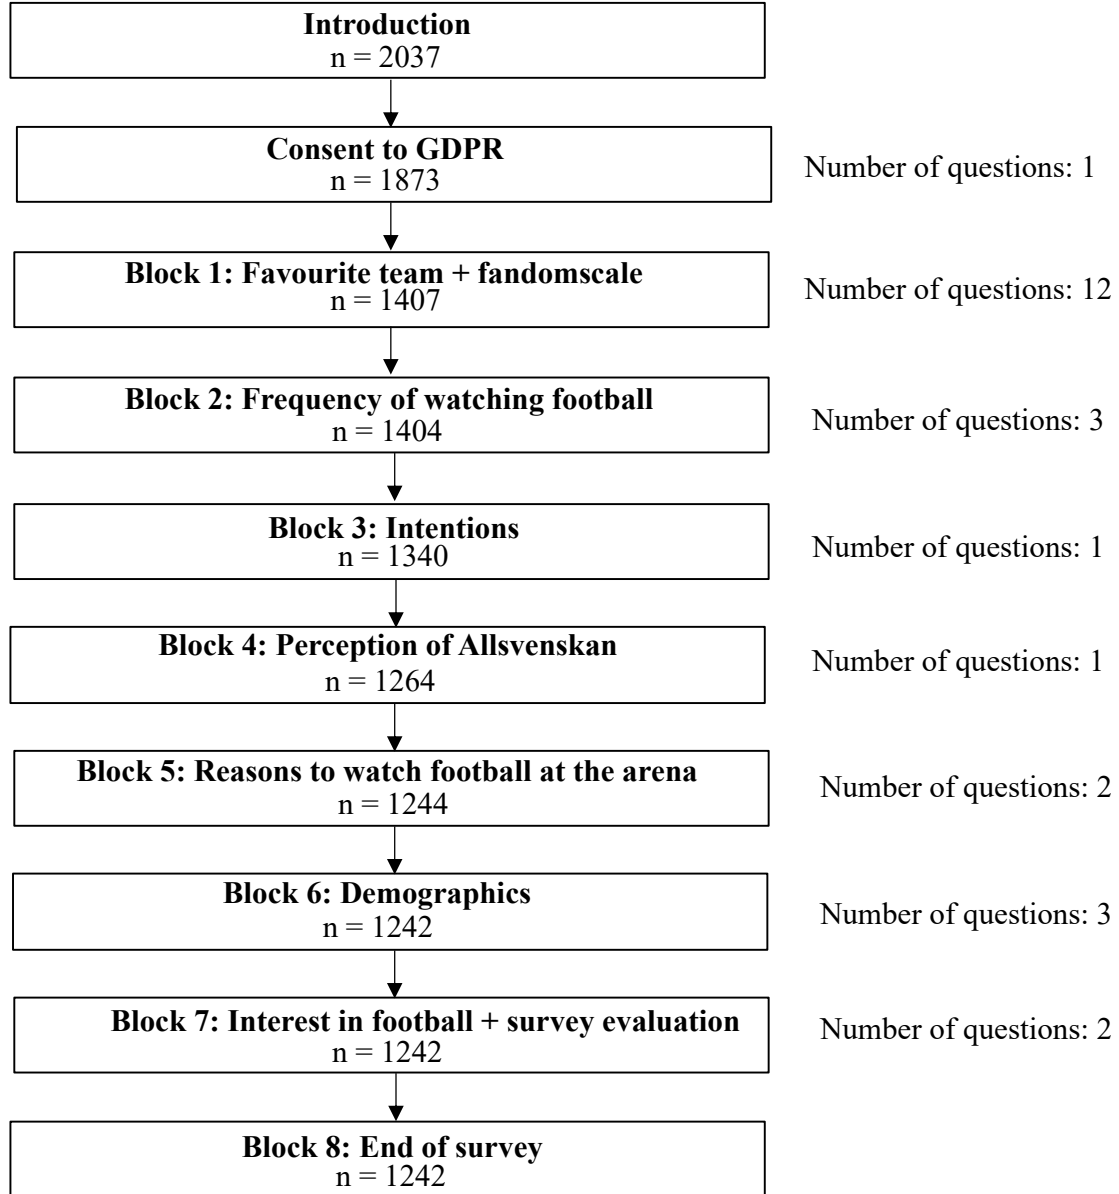 Introduction
n = 2037
Consent to GDPR
n = 1873
Number of questions: 1
Block 1: Favourite team + fandomscale
n = 1407
Number of questions: 12
Block 2: Frequency of watching football
n = 1404
Number of questions: 3
Block 3: Intentions
n = 1340
Number of questions: 1
Block 4: Perception of Allsvenskan
n = 1264
Number of questions: 1
Block 5: Reasons to watch football at the arena
n = 1244
Number of questions: 2
Block 6: Demographics
n = 1242
Number of questions: 3
Block 7: Interest in football + survey evaluation
n = 1242
Number of questions: 2
Block 8: End of survey
n = 1242